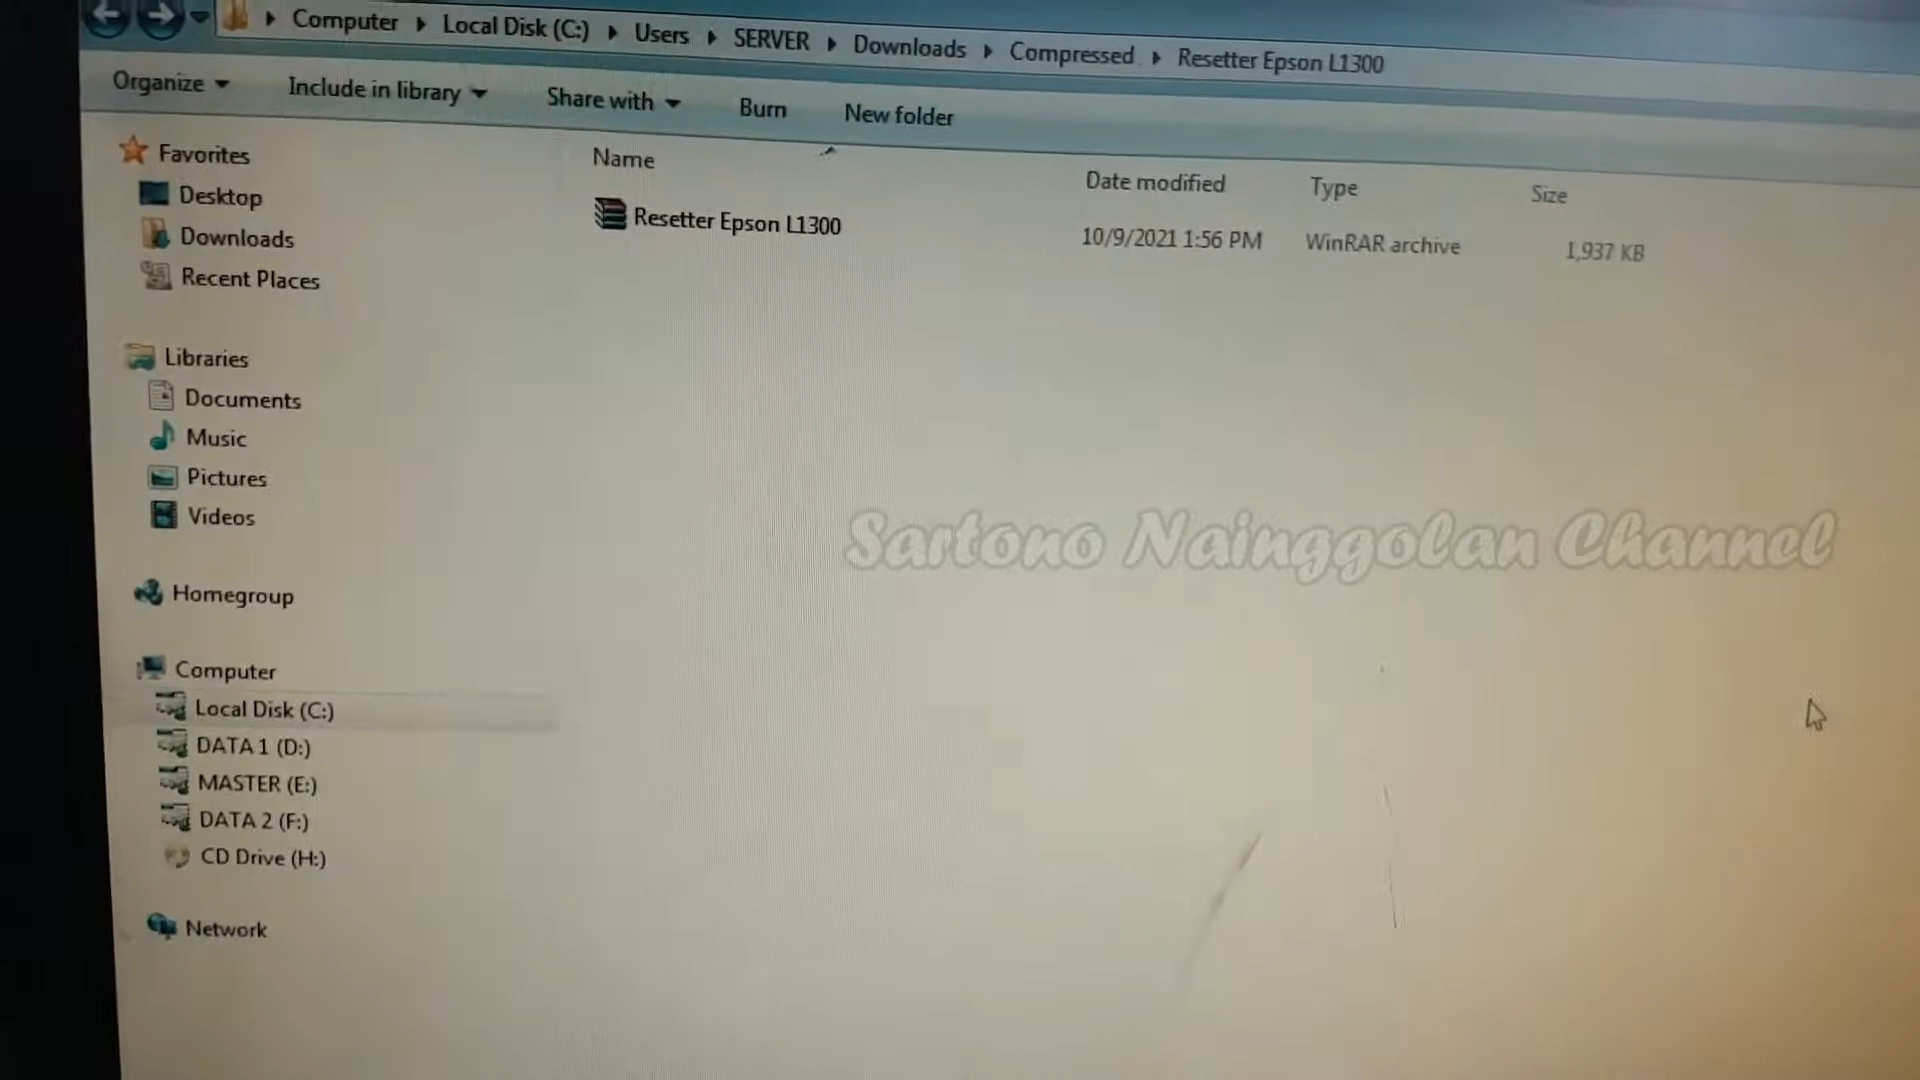 Computer Local Disk (C:) Users SERVER Downloads Compressed Resetter Epson L1300
Organize Include in library Share with Burn New folder
Name Date modified Type Size
Resetter Epson L1300 10/9/2021 1:56 PM WinRAR archive 1,937 KB
Favorites
Desktop
Downloads
Recent Places
Libraries
Documents
Music
Pictures
Videos
Homegroup
Computer
Local Disk (C:)
DATA 1 (D:)
MASTER (E:)
DATA 2 (F:)
CD Drive (H:)
Network
Sartono Nainggolan Channel